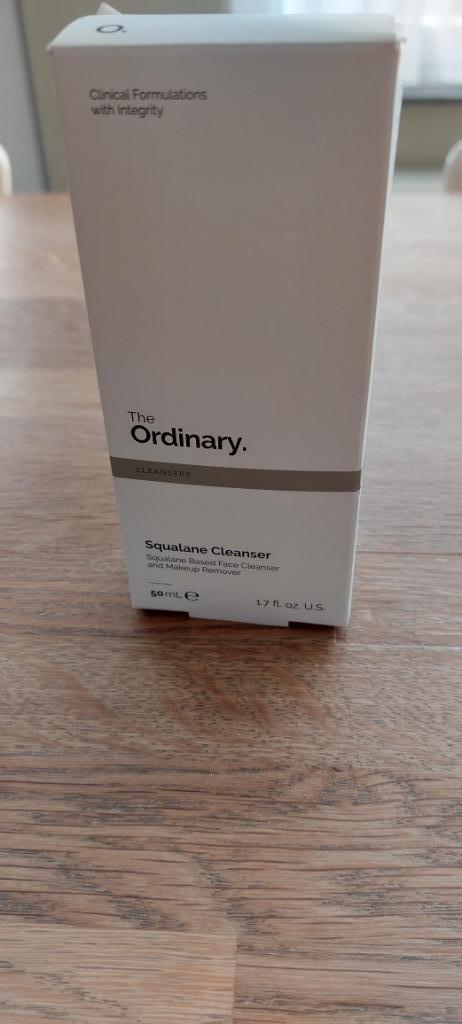 O.
Clinical Formulations
with Integrity.
The
Ordinary.
CLEANSERS
Squalane Cleanser
Squalane Based Face Cleanser
and Makeup Remover
50 mL ℮ 1.7 fl. oz. U.S.